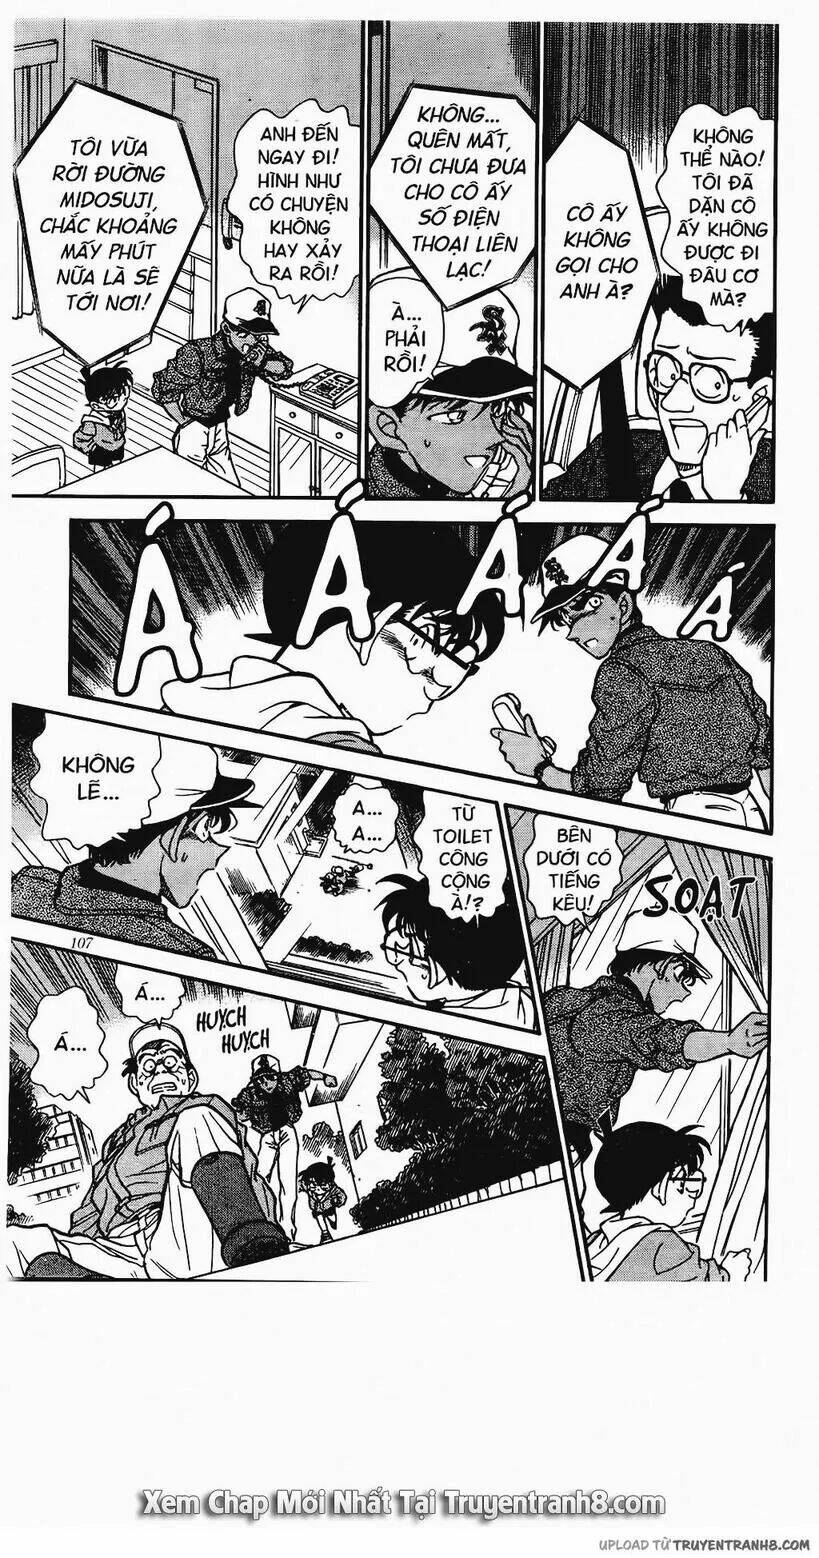 KHÔNG
THỂ NÀO!
TÔI ĐÃ
DẶN CÔ
ẤY KHÔNG
ĐƯỢC ĐI
ĐÂU CƠ
MÀ?
CÔ ẤY
KHÔNG
GỌI CHO
ANH À?
KHÔNG...
QUÊN MẤT,
TÔI CHƯA ĐƯA
CHO CÔ ẤY
SỐ ĐIỆN
THOẠI LIÊN
LẠC!
À...
PHẢI
RỒI!
ANH ĐẾN
NGAY ĐI!
HÌNH NHƯ
CÓ CHUYỆN
KHÔNG
HAY XẢY
RA RỒI!
TÔI VỪA
RỜI ĐƯỜNG
MIDOSUJI,
CHẮC KHOẢNG
MẤY PHÚT
NỮA LÀ SẼ
TỚI NƠI!
Á Á Á Á Á
BÊN
DƯỚI CÓ
TIẾNG
KÊU!
SOẠT
TỪ
TOILET
CÔNG
CỘNG
À!?
A...
A...
KHÔNG
LẼ...
107
HUỴCH
HUỴCH
Á...
Á...
Xem Chap Mới Nhất Tại Truyentranh8.com
UPLOAD TỪ TRUYENTRANH8.COM